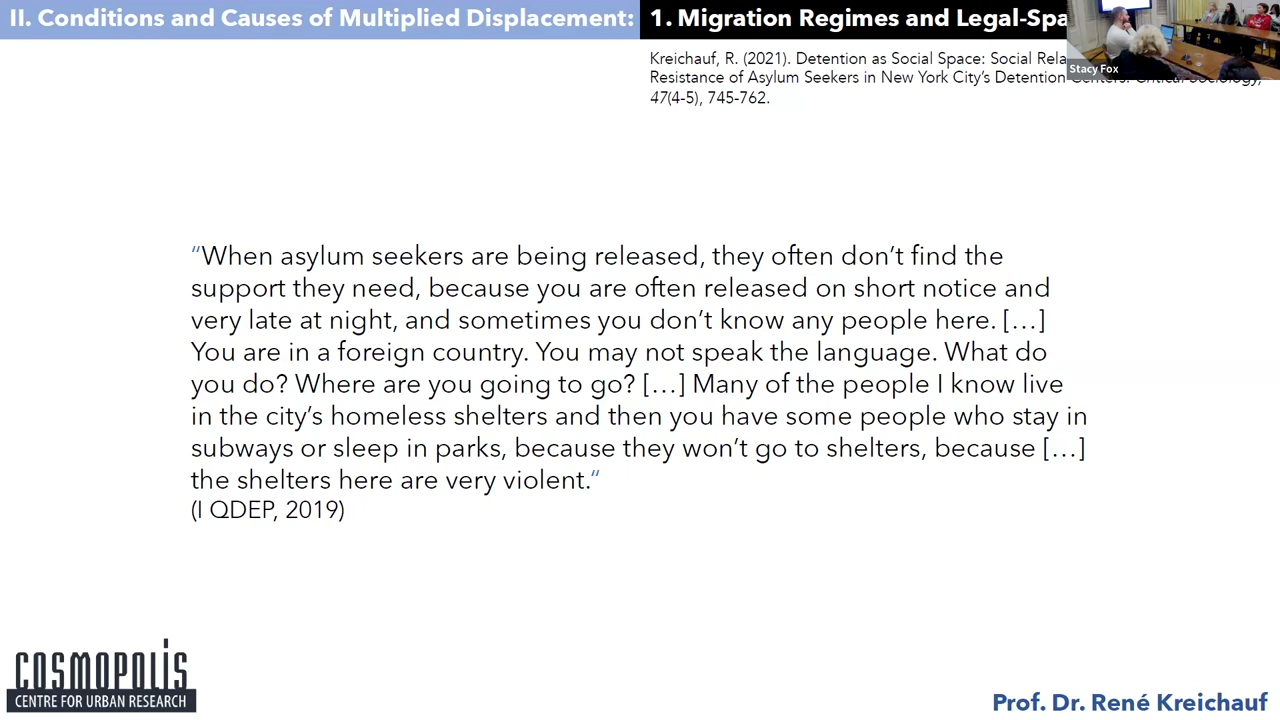 II. Conditions and Causes of Multiplied Displacement: 1. Migration Regimes and Legal-Spa
Stacy Fox
Kreichauf, R. (2021). Detention as Social Space: Social Rela
Resistance of Asylum Seekers in New York City’s Detention Centers. Critical Sociology,
47(4-5), 745-762.
“When asylum seekers are being released, they often don’t find the
support they need, because you are often released on short notice and
very late at night, and sometimes you don’t know any people here. […]
You are in a foreign country. You may not speak the language. What do
you do? Where are you going to go? […] Many of the people I know live
in the city’s homeless shelters and then you have some people who stay in
subways or sleep in parks, because they won’t go to shelters, because […]
the shelters here are very violent.“
(I QDEP, 2019)
COSMOPOLIS
CENTRE FOR URBAN RESEARCH
Prof. Dr. René Kreichauf